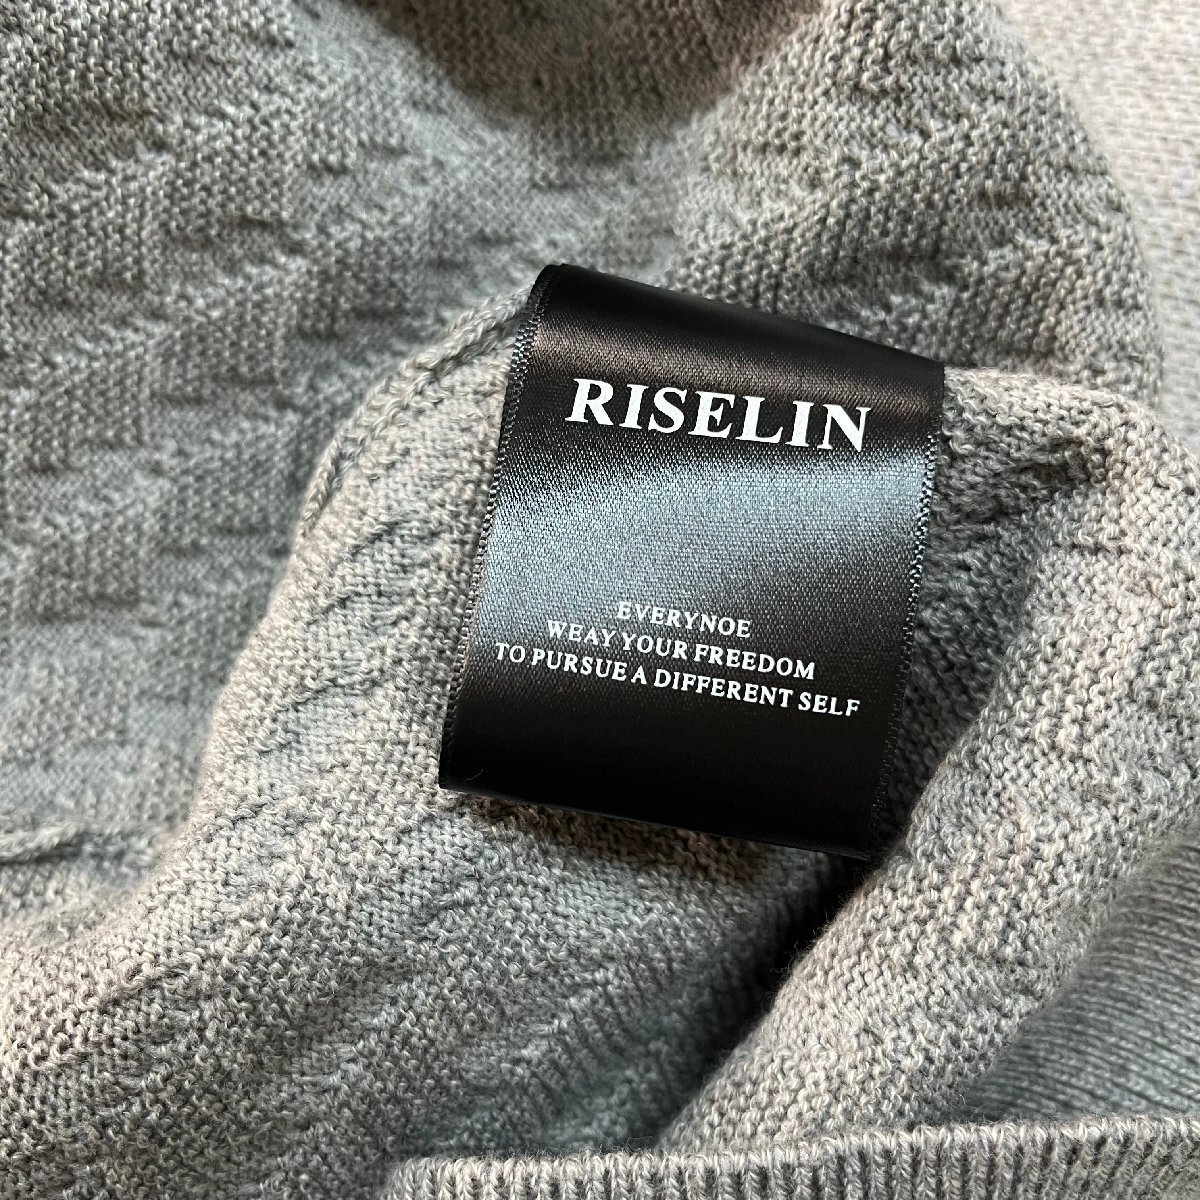 RISELIN
EVERYNOE
WEAY YOUR FREEDOM
TO PURSUE A DIFFERENT SELF